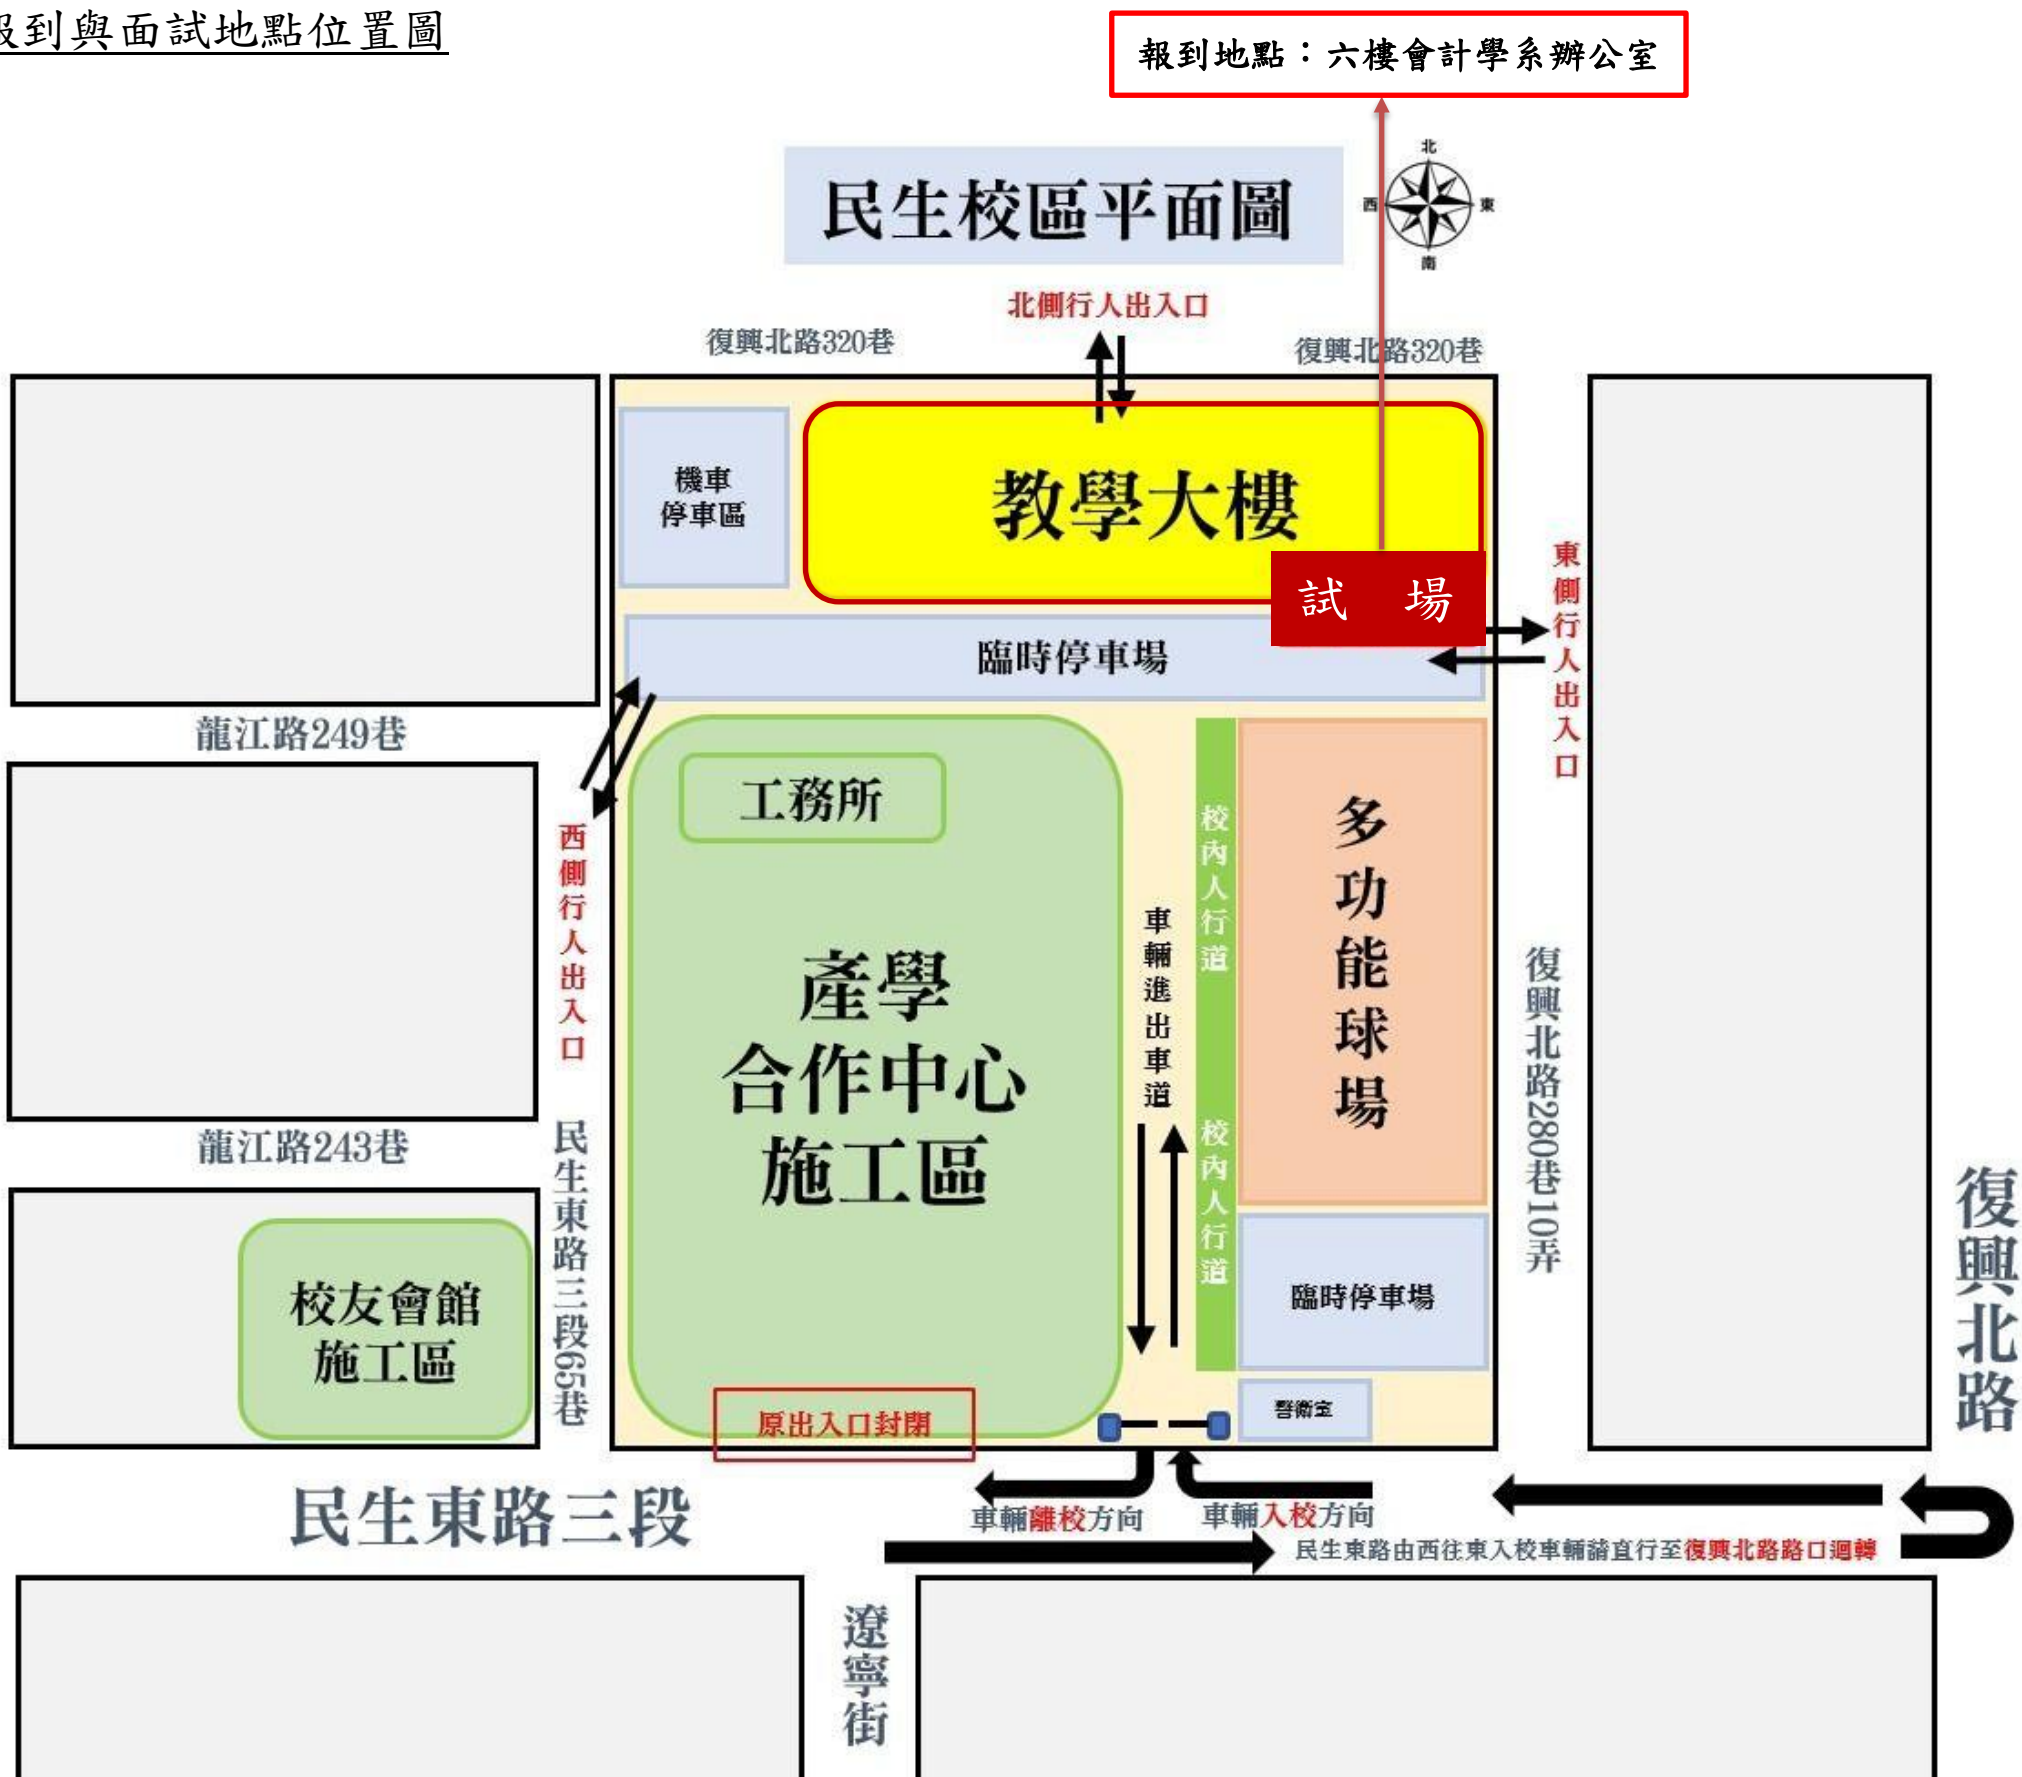 報到與面試地點位置圖
報到地點：六樓會計學系辦公室
民生校區平面圖
北
西
東
南
北側行人出入口
復興北路320巷
復興北路320巷
機車
停車區
教學大樓
試 場
東側行人出入口
臨時停車場
龍江路249巷
工務所
西側行人出入口
產學
合作中心
施工區
車輛進出車道
校內人行道
校內人行道
多功能球場
復興北路280巷10弄
龍江路243巷
民生東路三段65巷
校友會館
施工區
臨時停車場
警衛室
復興北路
原出入口封閉
民生東路三段
車輛離校方向
車輛入校方向
民生東路由西往東入校車輛請直行至復興北路路口迴轉
遼寧街